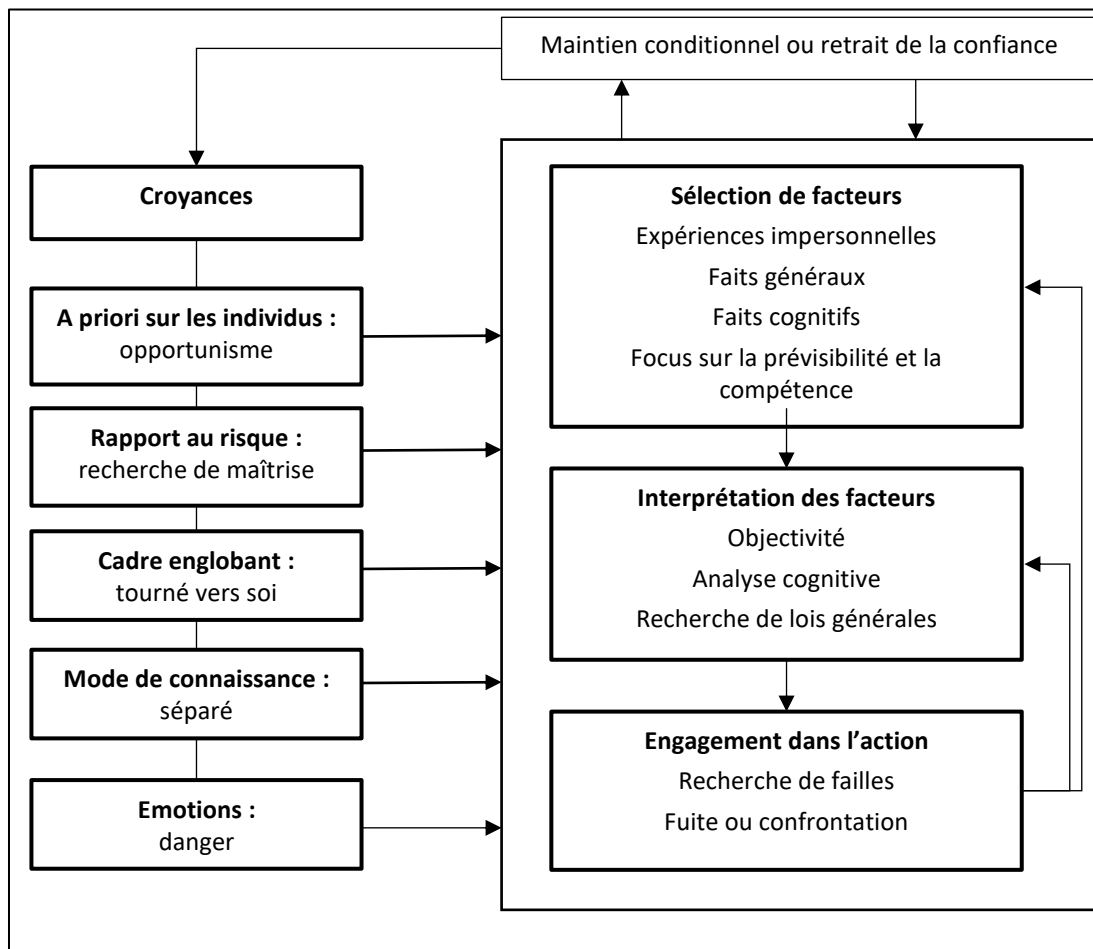 Maintien conditionnel ou retrait de la confiance
Croyances
A priori sur les individus :
opportunisme
Rapport au risque :
recherche de maîtrise
Cadre englobant :
tourné vers soi
Mode de connaissance :
séparé
Emotions :
danger
Sélection de facteurs
Expériences impersonnelles
Faits généraux
Faits cognitifs
Focus sur la prévisibilité et la
compétence
Interprétation des facteurs
Objectivité
Analyse cognitive
Recherche de lois générales
Engagement dans l’action
Recherche de failles
Fuite ou confrontation